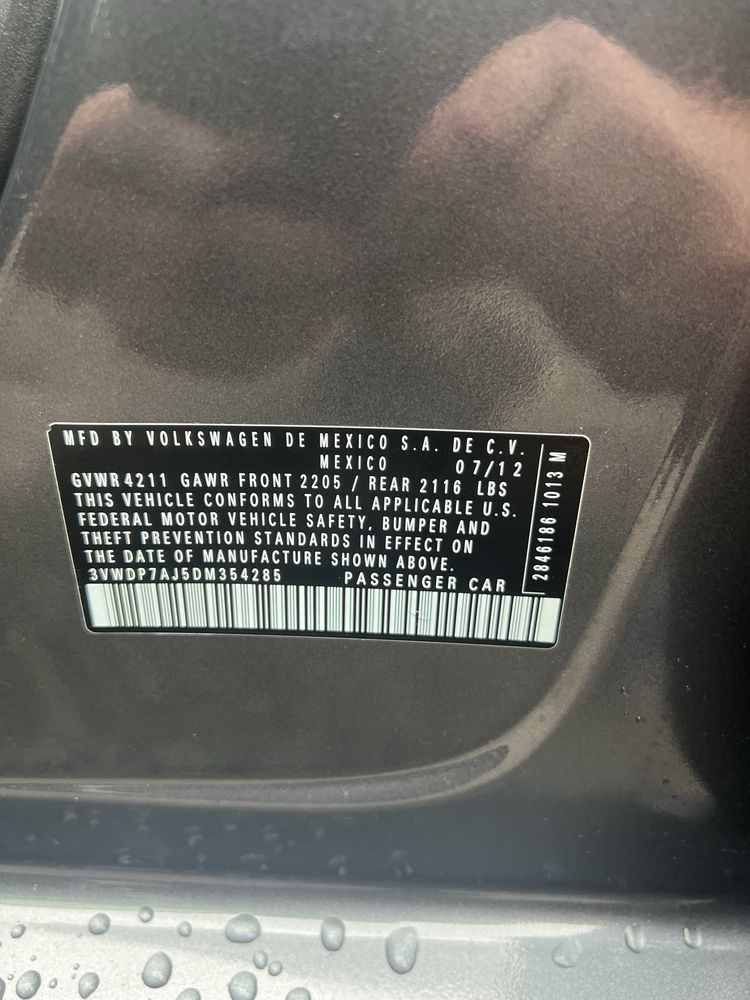 MFD BY VOLKSWAGEN DE MEXICO S.A. DE C.V.
MEXICO 07/12
GVWR 4211 GAWR FRONT 2205 / REAR 2116 LBS
THIS VEHICLE CONFORMS TO ALL APPLICABLE U.S.
FEDERAL MOTOR VEHICLE SAFETY, BUMPER AND
THEFT PREVENTION STANDARDS IN EFFECT ON
THE DATE OF MANUFACTURE SHOWN ABOVE.
3VWDP7AJ5DM354285 PASSENGER CAR
2846186 1013 M